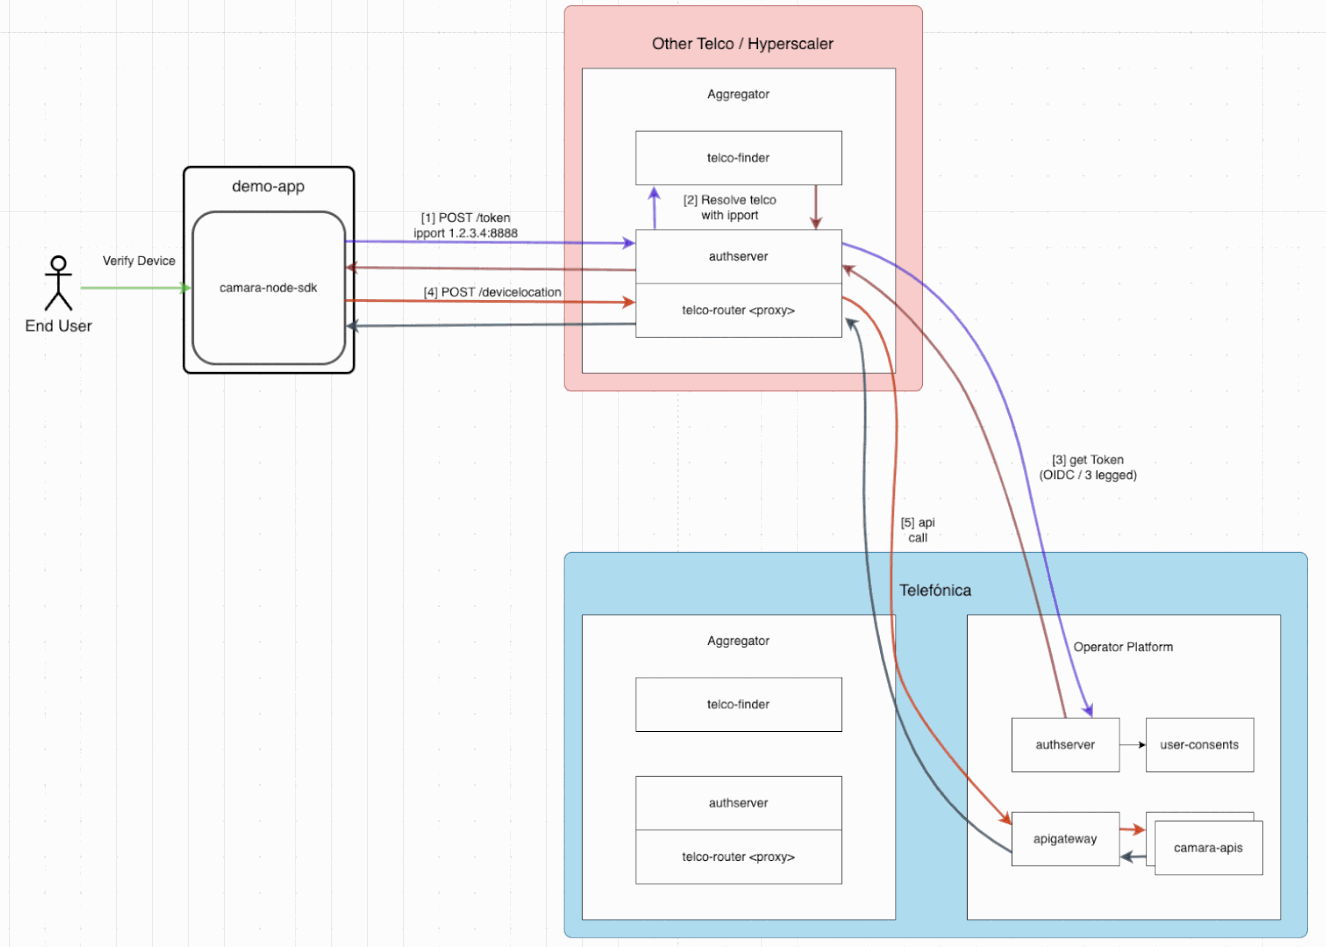 Other Telco / Hyperscaler
Aggregator
telco-finder
[2] Resolve telco
with ipport
authserver
telco-router <proxy>
demo-app
camara-node-sdk
Verify Device
End User
[1] POST /token
ipport 1.2.3.4:8888
[4] POST /devicelocation
[3] get Token
(OIDC / 3 legged)
[5] api
call
Telefónica
Aggregator
telco-finder
authserver
telco-router <proxy>
Operator Platform
authserver
user-consents
apigateway
camara-apis